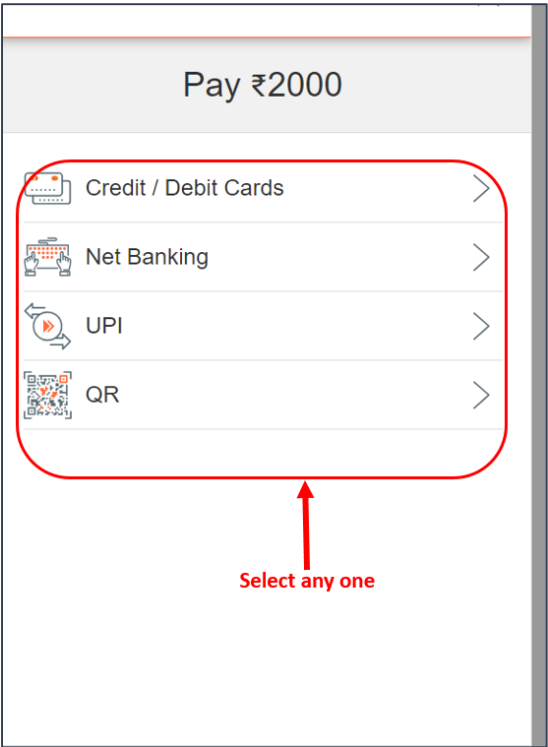 Pay ₹2000
Credit / Debit Cards
Net Banking
UPI
QR
Select any one